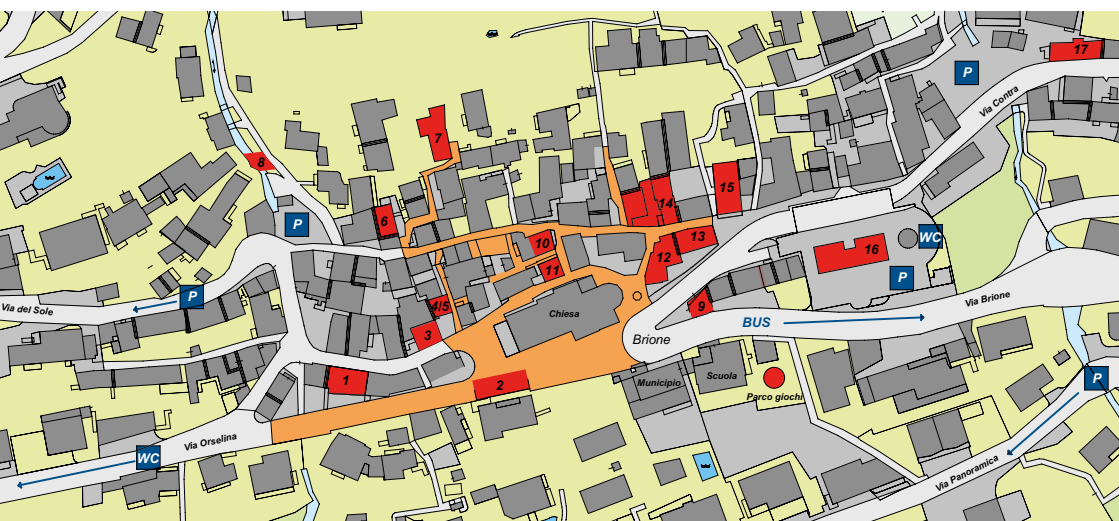 17
P
Via Contra
7
8
15
14
6
P
13
10
WC
16
12
11
P
P
Via del Sole
4/5
9
Via Brione
Chiesa
BUS
3
Brione
1
2
Municipio
Scuola
P
Parco giochi
Via Orselina
WC
Via Panoramica